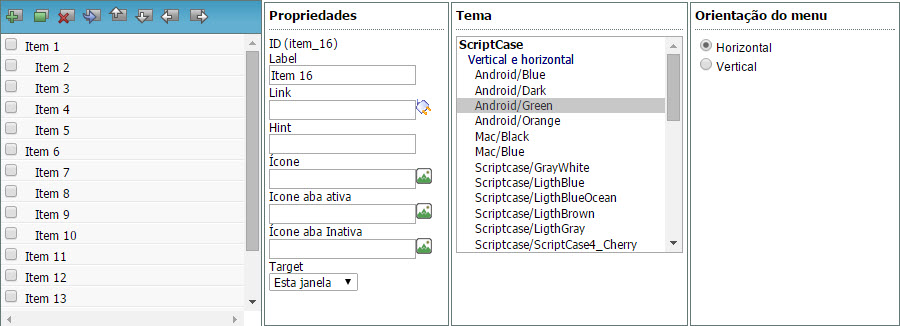 Item 1
Item 2
Item 3
Item 4
Item 5
Item 6
Item 7
Item 8
Item 9
Item 10
Item 11
Item 12
Item 13
Propriedades
ID (item_16)
Label
Item 16
Link
Hint
Ícone
Icone aba ativa
Ícone aba Inativa
Target
Esta janela
Tema
ScriptCase
Vertical e horizontal
Android/Blue
Android/Dark
Android/Green
Android/Orange
Mac/Black
Mac/Blue
Scriptcase/GrayWhite
Scriptcase/LigthBlue
Scriptcase/LigthBlueOcean
Scriptcase/LigthBrown
Scriptcase/LigthGray
Scriptcase/ScriptCase4_Cherry
Orientação do menu
Horizontal
Vertical